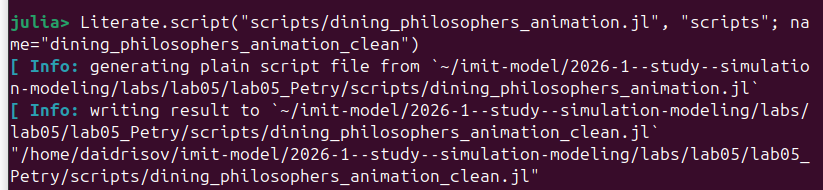 julia> Literate.script("scripts/dining_philosophers_animation.jl", "scripts"; na
me="dining_philosophers_animation_clean")
[ Info: generating plain script file from `~/imit-model/2026-1--study--simulatio
n-modeling/labs/lab05/lab05_Petry/scripts/dining_philosophers_animation.jl`
[ Info: writing result to `~/imit-model/2026-1--study--simulation-modeling/labs/
lab05/lab05_Petry/scripts/dining_philosophers_animation_clean.jl`
"/home/daidrisov/imit-model/2026-1--study--simulation-modeling/labs/lab05/lab05_
Petry/scripts/dining_philosophers_animation_clean.jl"